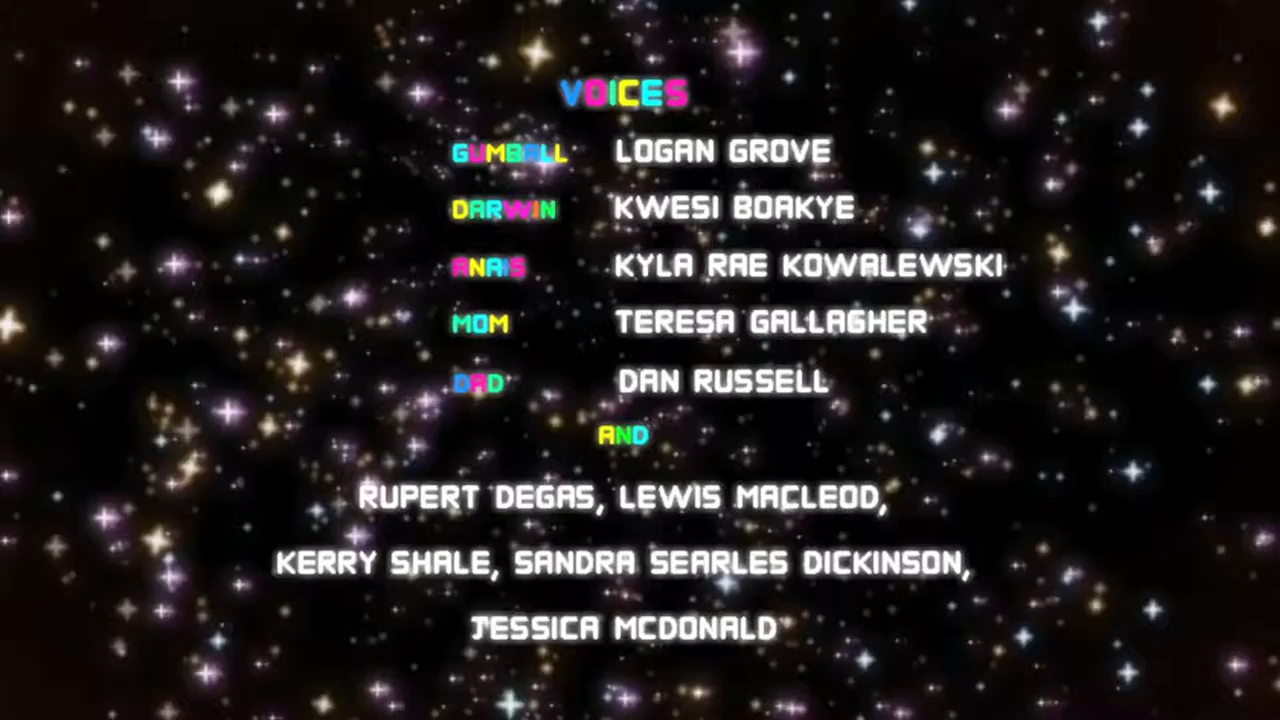 VOICES
GUMBALL LOGAN GROVE
DARWIN KWESI BOAKYE
ANAIS KYLA RAE KOWALEWSKI
MOM TERESA GALLAGHER
DAD DAN RUSSELL
AND
RUPERT DEGAS, LEWIS MACLEOD,
KERRY SHALE, SANDRA SEARLES DICKINSON,
JESSICA MCDONALD